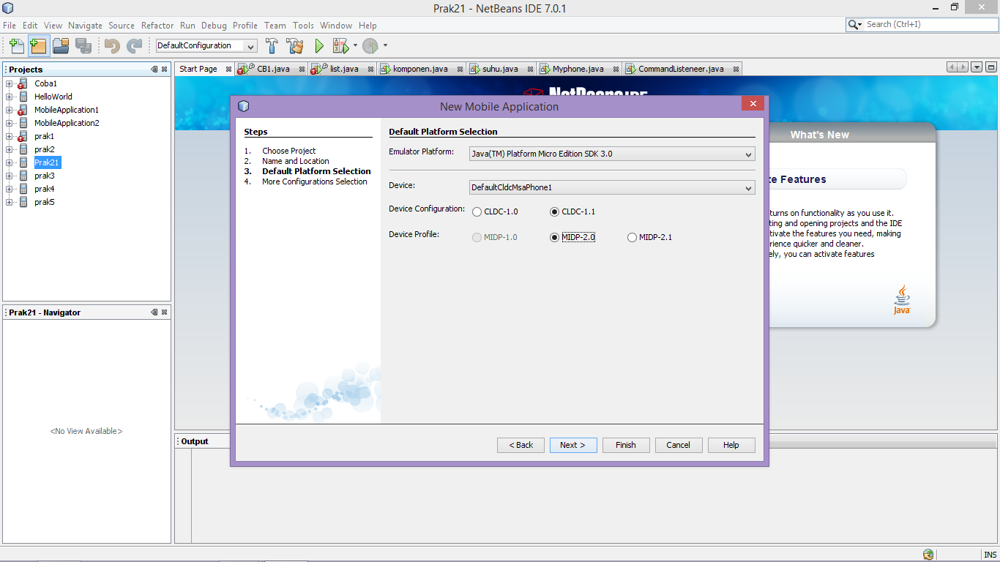 Prak21 - NetBeans IDE 7.0.1
File Edit View Navigate Source Refactor Run Debug Profile Team Tools Window Help
Search (Ctrl+I)
DefaultConfiguration
Projects
Coba1
HelloWorld
MobileApplication1
MobileApplication2
prak1
prak2
Prak21
prak3
prak4
prak5
Prak21 - Navigator
<No View Available>
Start Page CB1.java list.java komponen.java suhu.java Myphone.java CommandListeneer.java
NetBeans IDE
What's New
te Features
turns on functionality as you use it.
ting and opening projects and the IDE
tivate the features you need, making
rience quicker and cleaner.
ely, you can activate features
Java
New Mobile Application
Steps
1. Choose Project
2. Name and Location
3. Default Platform Selection
4. More Configurations Selection
Default Platform Selection
Emulator Platform: Java(TM) Platform Micro Edition SDK 3.0
Device: DefaultCldcMsaPhone1
Device Configuration: CLDC-1.0 CLDC-1.1
Device Profile: MIDP-1.0 MIDP-2.0 MIDP-2.1
< Back Next > Finish Cancel Help
Output
INS